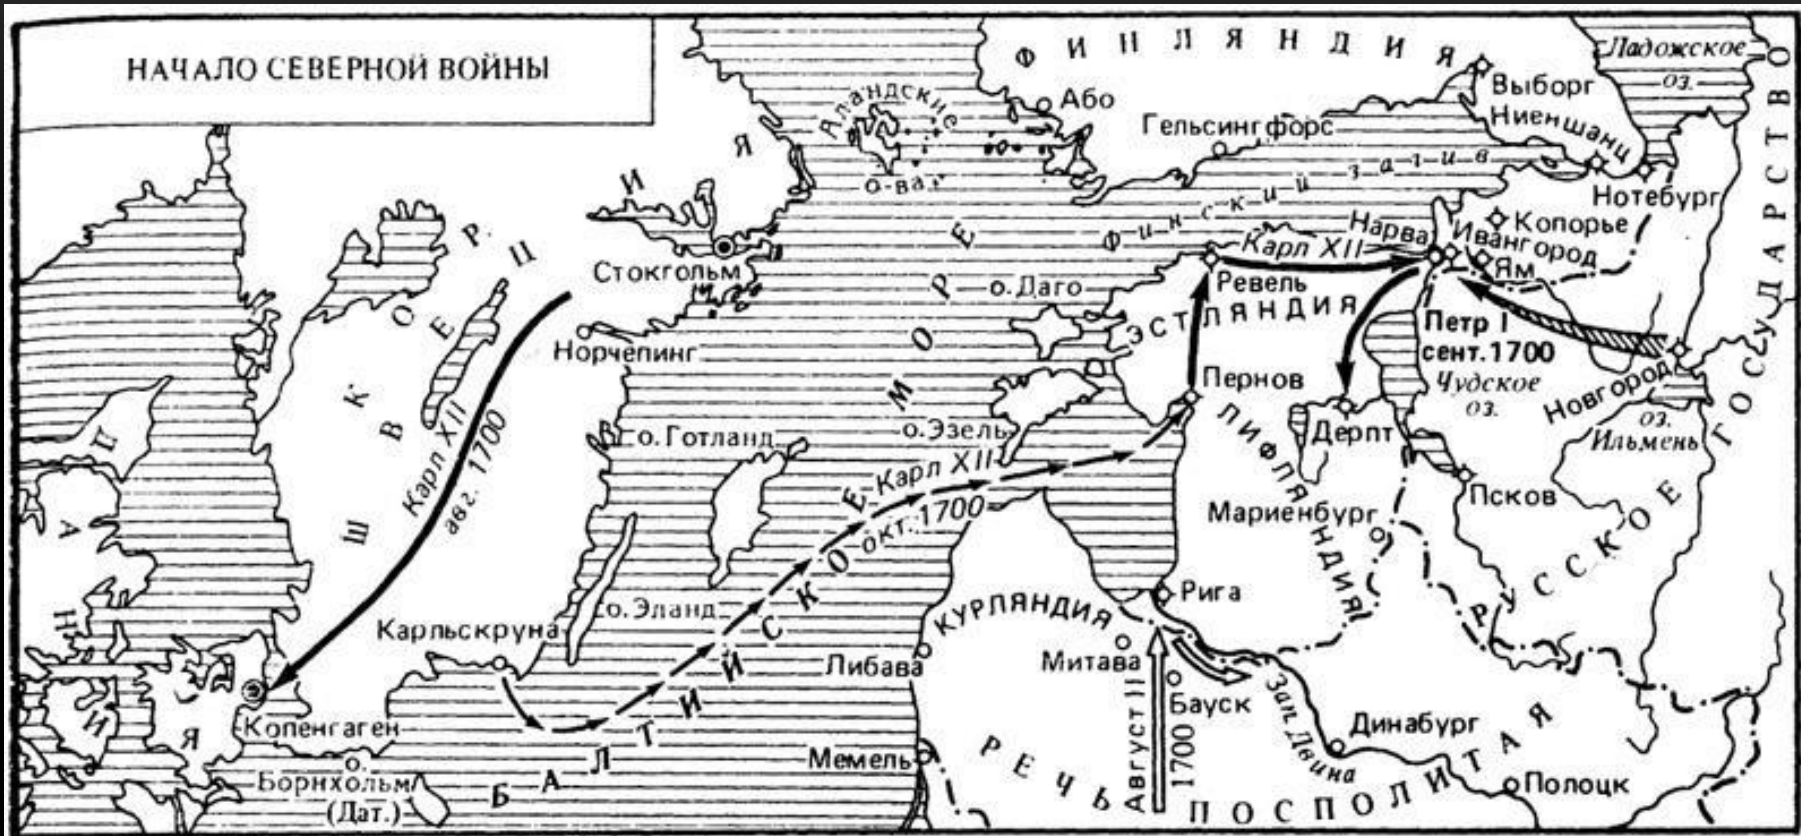 НАЧАЛО СЕВЕРНОЙ ВОЙНЫ
ФИНЛЯНДИЯ
Ладожское
оз.
Выборг
Ниеншанц
Або
Аландские
о-ва
Гельсингфорс
Финский залив
Нотебург
Копорье
Нарва
Ивангород
Ям
Карл XII
Ревель
ЭСТЛЯНДИЯ
о. Даго
Стокгольм
Норчепинг
ШВЕЦИЯ
КОР.
Карл XII
авг. 1700
Петр I
сент. 1700
Чудское
оз.
Новгород
оз.
Ильмень
Пернов
ЛИФЛЯНДИЯ
Дерпт
Псков
о. Эзель
о. Готланд
Карл XII
окт. 1700
Мариенбург
РУССКОЕ ГОСУДАРСТВО
Рига
КУРЛЯНДИЯ
о. Эланд
Карльскруна
Либава
Митава
Бауск
Зап. Двина
Август II
1700
Динабург
Полоцк
РЕЧЬ ПОСПОЛИТАЯ
Мемель
ДАНИЯ
Копенгаген
о.
Борнхольм
(Дат.)
БАЛТИЙСКОЕ МОРЕ